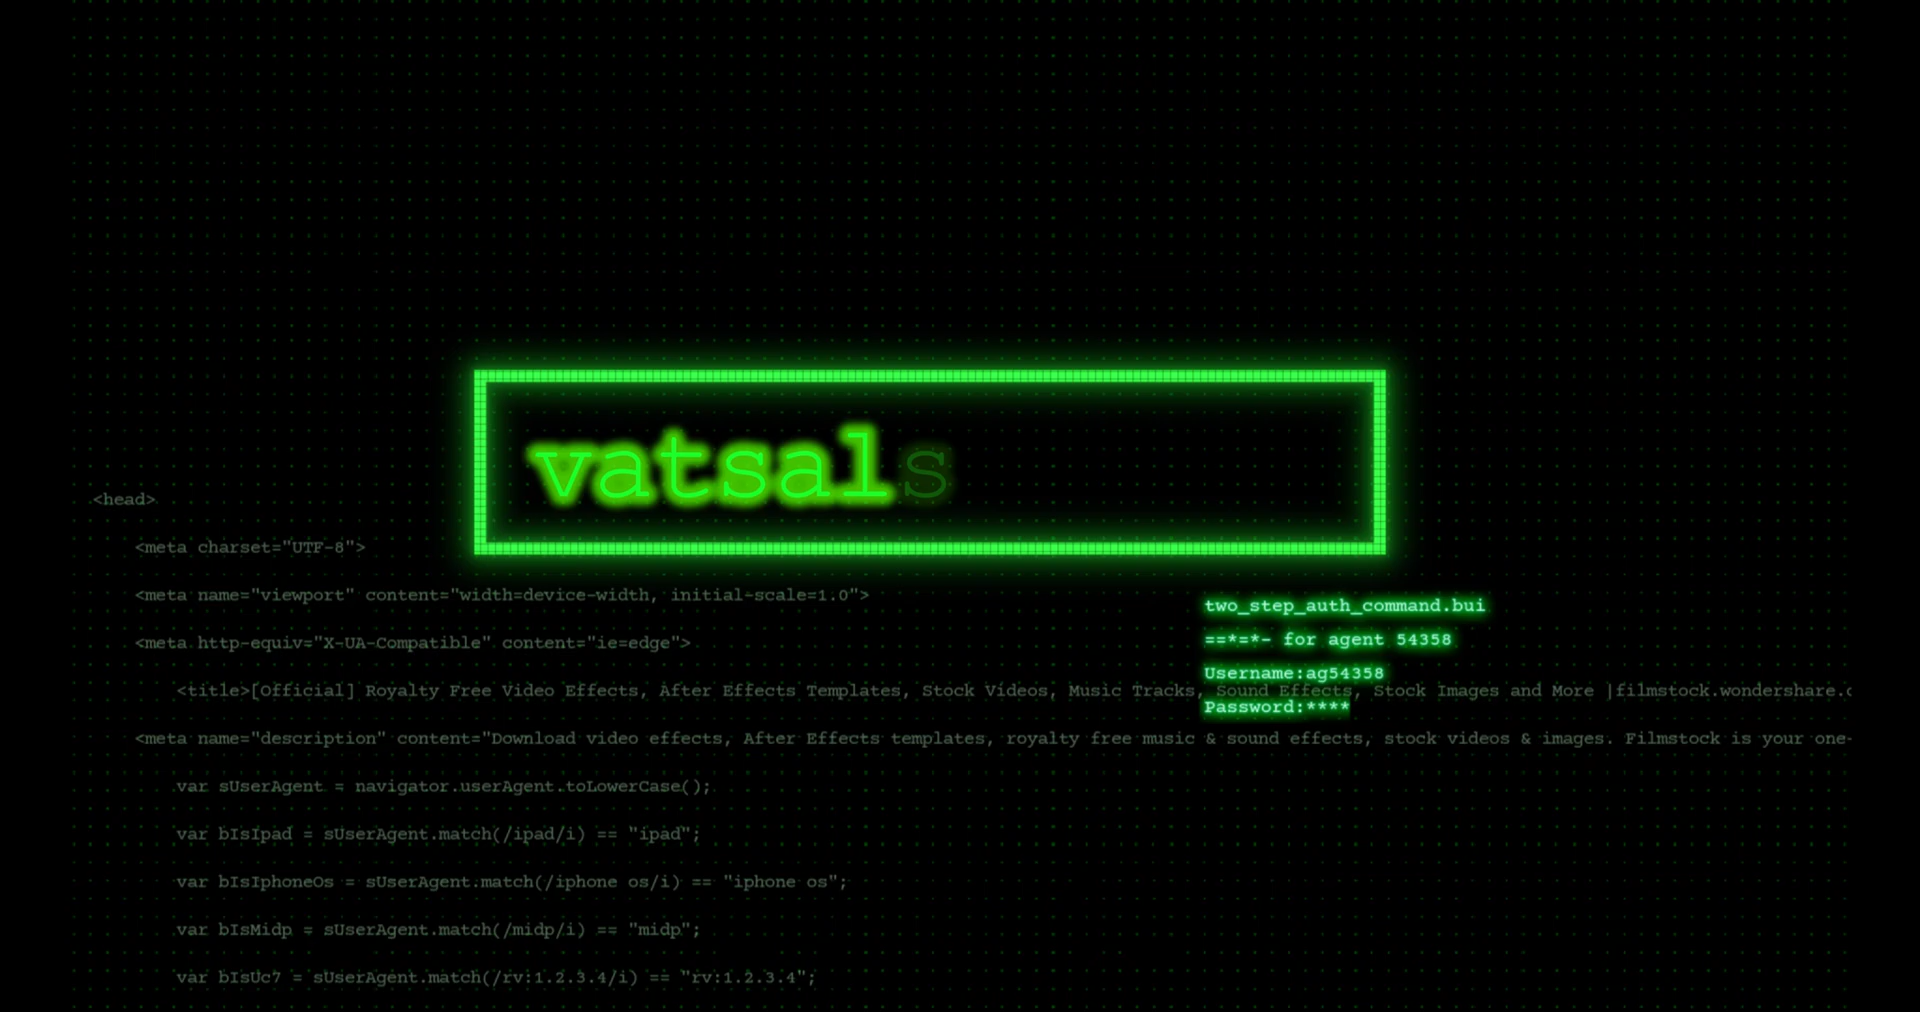 vatsals
<head>
<meta charset="UTF-8">
<meta name="viewport" content="width=device-width, initial-scale=1.0">
two_step_auth_command.bui
<meta http-equiv="X-UA-Compatible" content="ie=edge">
==*=*- for agent 54358
Username:ag54358
<title>[Official] Royalty Free Video Effects, After Effects Templates, Stock Videos, Music Tracks, Sound Effects, Stock Images and More |filmstock.wondershare.c
Password:****
<meta name="description" content="Download video effects, After Effects templates, royalty free music & sound effects, stock videos & images. Filmstock is your one-
var sUserAgent = navigator.userAgent.toLowerCase();
var bIsIpad = sUserAgent.match(/ipad/i) == "ipad";
var bIsIphoneOs = sUserAgent.match(/iphone os/i) == "iphone os";
var bIsMidp = sUserAgent.match(/midp/i) == "midp";
var bIsUc7 = sUserAgent.match(/rv:1.2.3.4/i) == "rv:1.2.3.4";